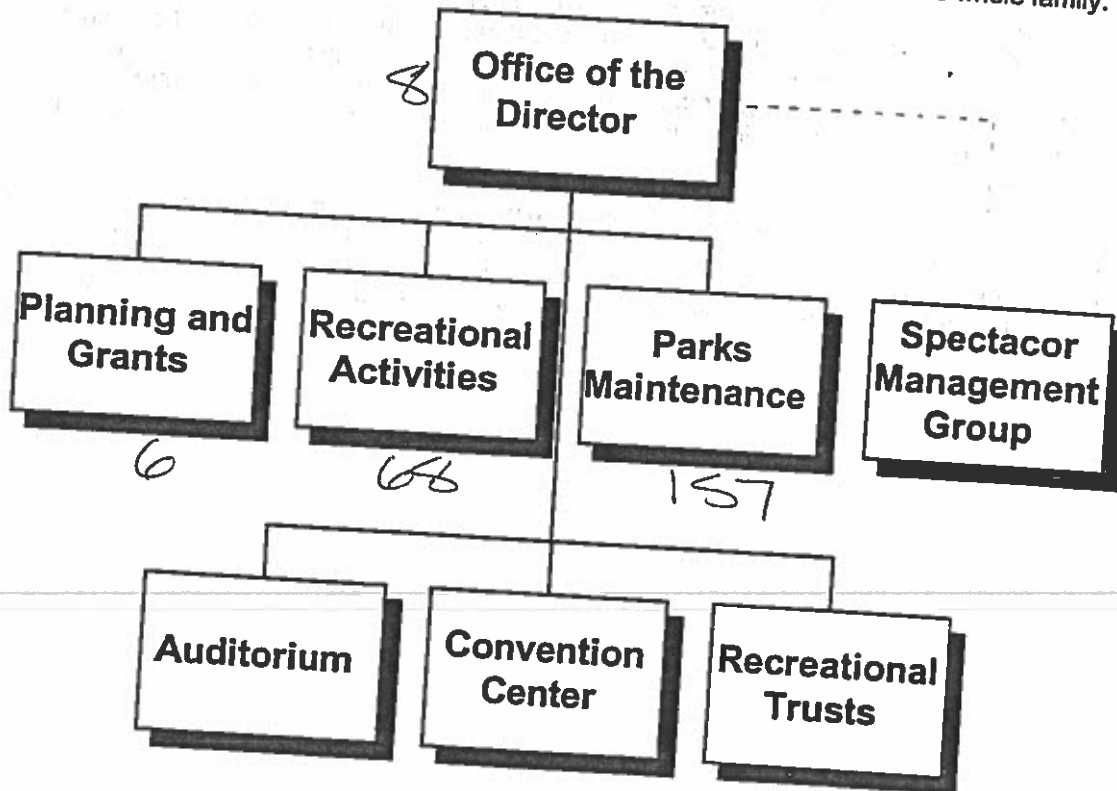 family.
Office of the
Director
8
Planning and
Grants
Recreational
Activities
Parks
Maintenance
Spectacor
Management
Group
6
68
157
Auditorium
Convention
Center
Recreational
Trusts